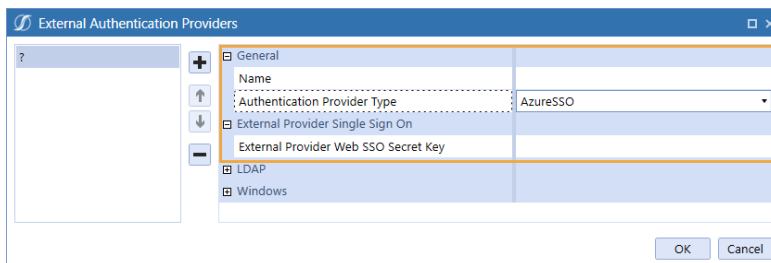 External Authentication Providers
?
General
Name
Authentication Provider Type AzureSSO
External Provider Single Sign On
External Provider Web SSO Secret Key
LDAP
Windows
OK Cancel